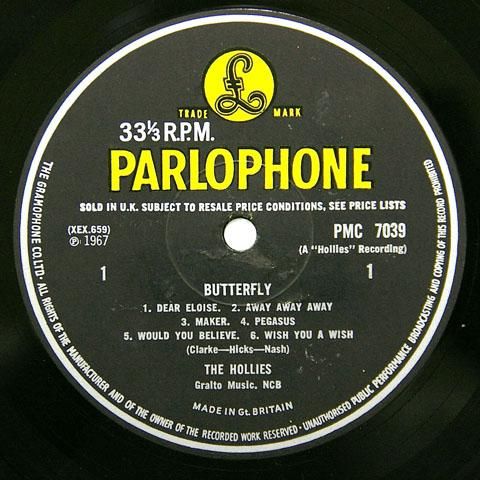 £
TRADE MARK
33⅓ R.P.M.
PARLOPHONE
SOLD IN U.K. SUBJECT TO RESALE PRICE CONDITIONS, SEE PRICE LISTS
(XEX.659)
℗ 1967
PMC 7039
(A "Hollies" Recording)
1
1
BUTTERFLY
1. DEAR ELOISE. 2. AWAY AWAY AWAY
3. MAKER. 4. PEGASUS
5. WOULD YOU BELIEVE. 6. WISH YOU A WISH
(Clarke—Hicks—Nash)
THE HOLLIES
Gralto Music, NCB
MADE IN Gt. BRITAIN
THE GRAMOPHONE CO. LTD · ALL RIGHTS OF THE MANUFACTURER AND OF THE OWNER OF THE RECORDED WORK RESERVED · UNAUTHORISED PUBLIC PERFORMANCE BROADCASTING AND COPYING OF THIS RECORD PROHIBITED